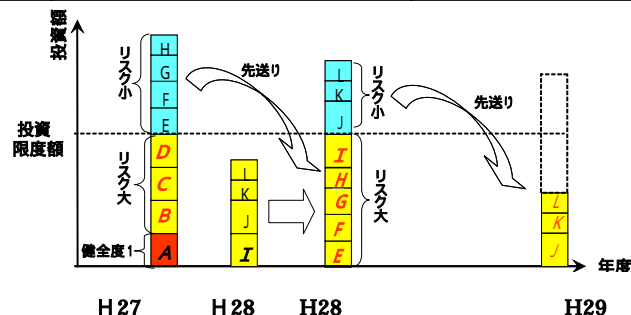 投資額
H
G
F
E
D
C
B
A
リスク小
リスク大
健全度1
投資
限度額
先送り
L
K
J
I
L
K
J
I
H
G
F
E
リスク小
リスク大
先送り
L
K
J
年度
H27
H28
H28
H29